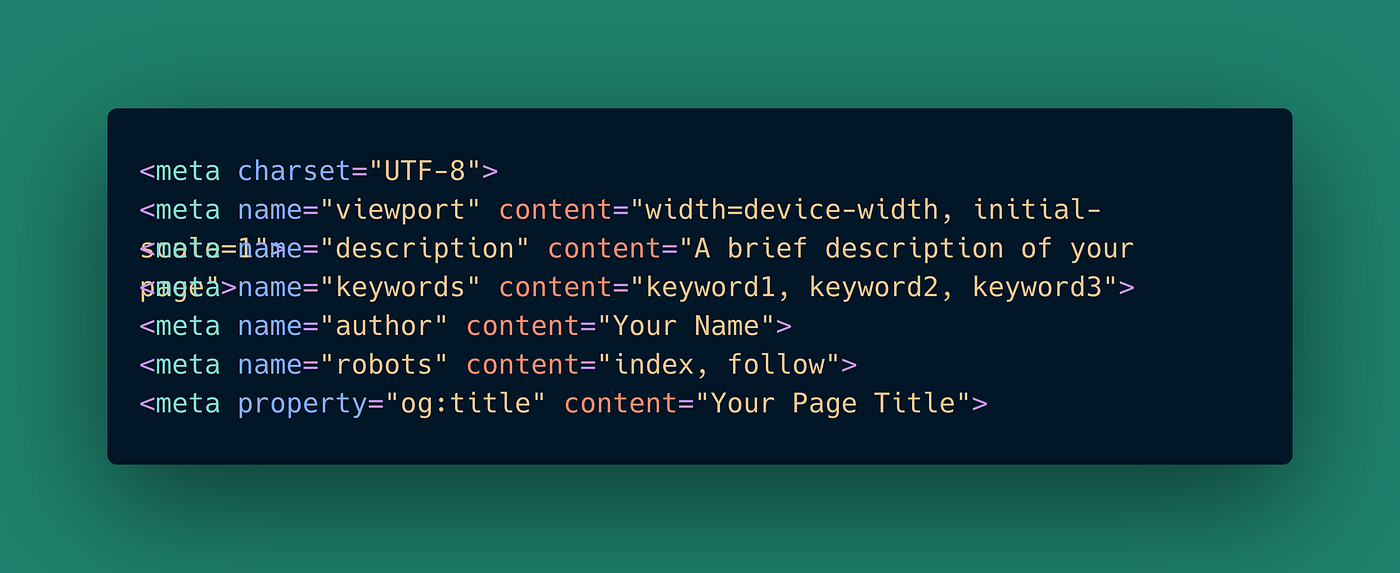 <meta charset="UTF-8">
<meta name="viewport" content="width=device-width, initial-
scale=1">
<meta name="description" content="A brief description of your
page">
<meta name="keywords" content="keyword1, keyword2, keyword3">
<meta name="author" content="Your Name">
<meta name="robots" content="index, follow">
<meta property="og:title" content="Your Page Title">